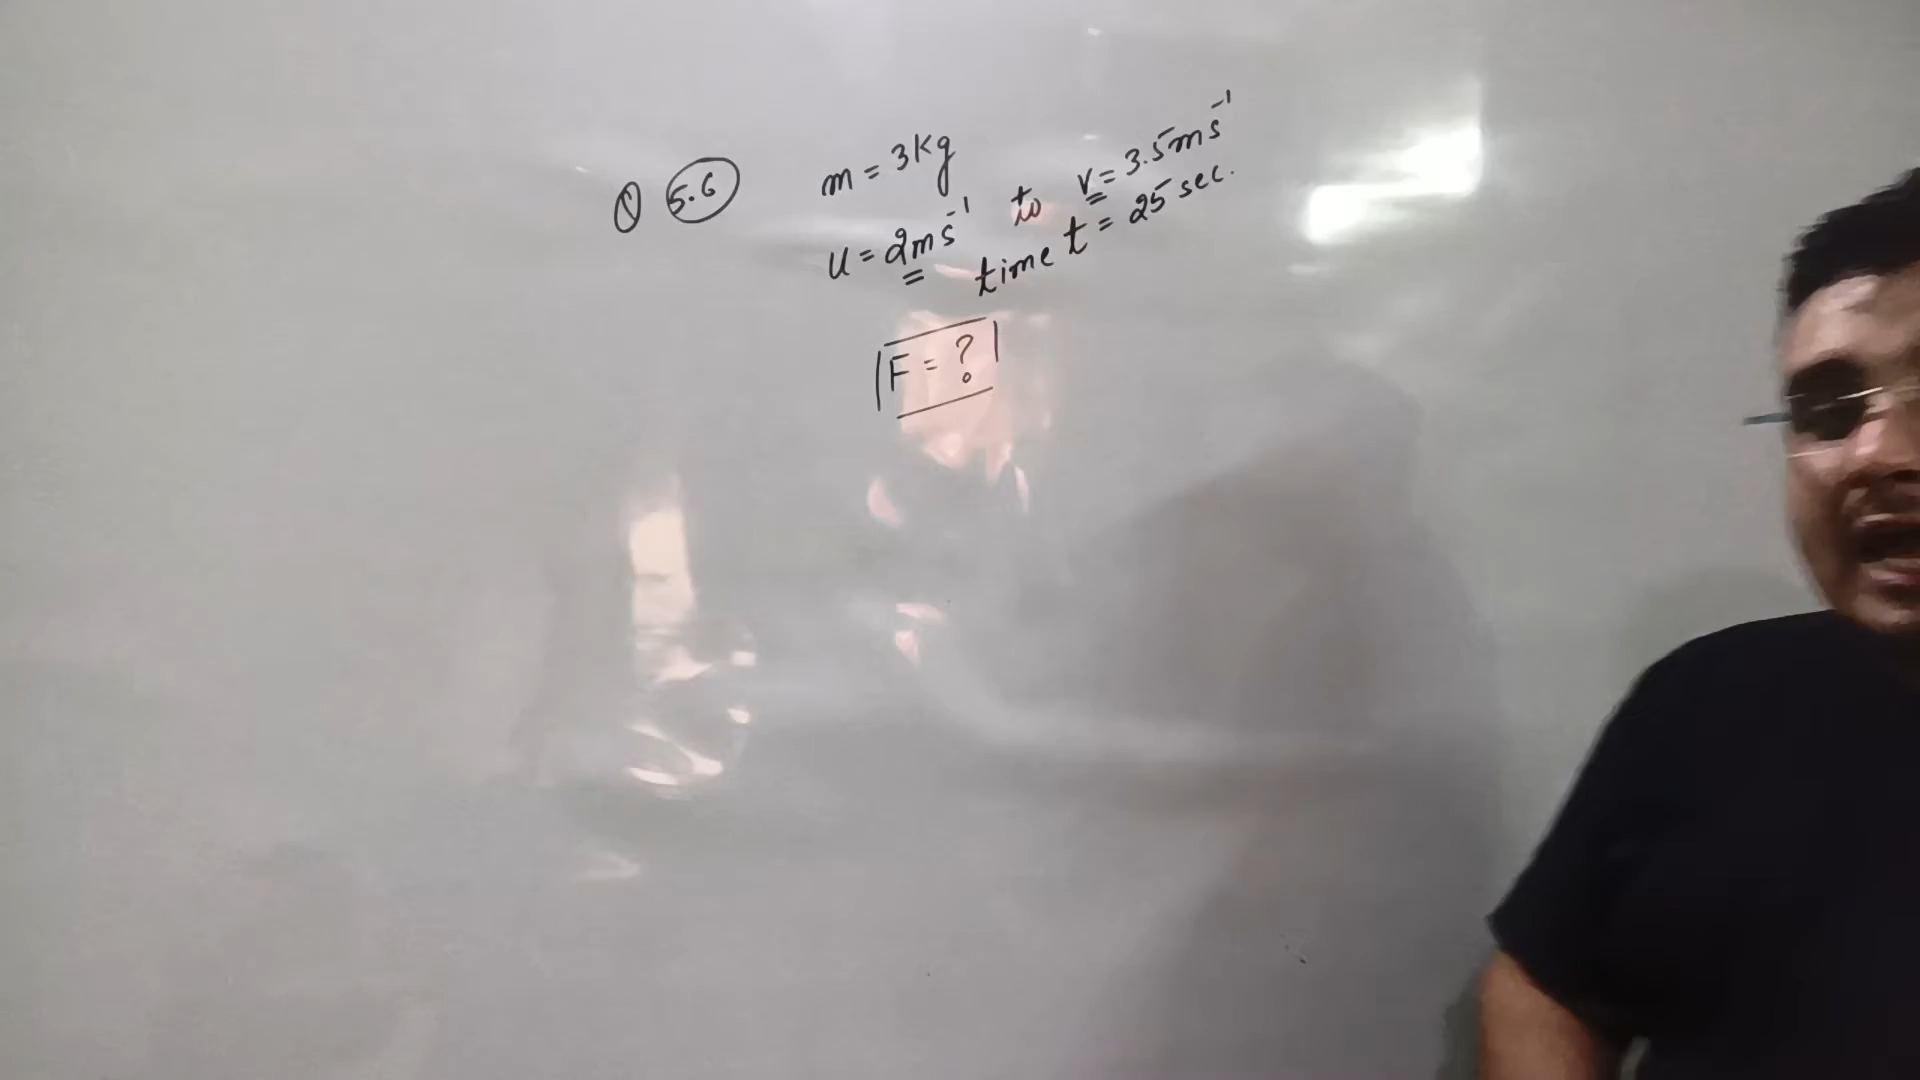 Q 5.6 m = 3kg
u = 2ms⁻¹ to v = 3.5ms⁻¹
time t = 25 sec.
F = ?